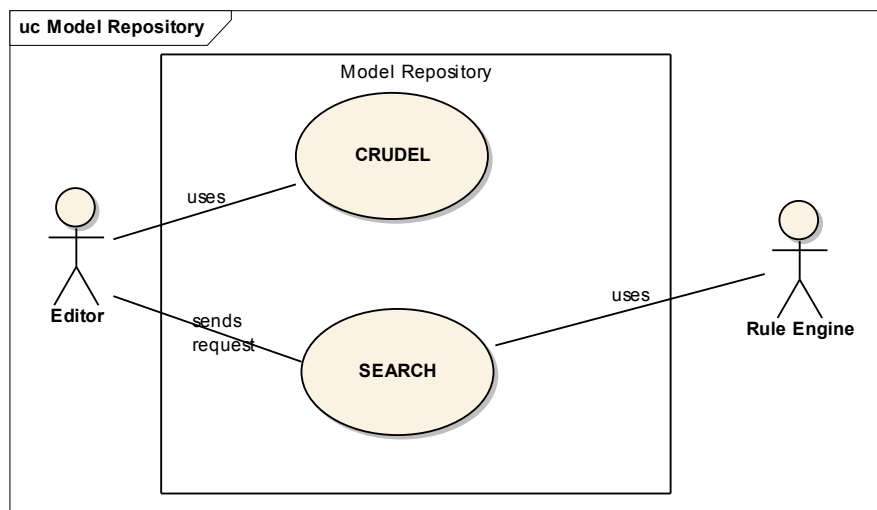 uc Model Repository
Model Repository
CRUDEL
uses
Editor
sends
request
SEARCH
uses
Rule Engine